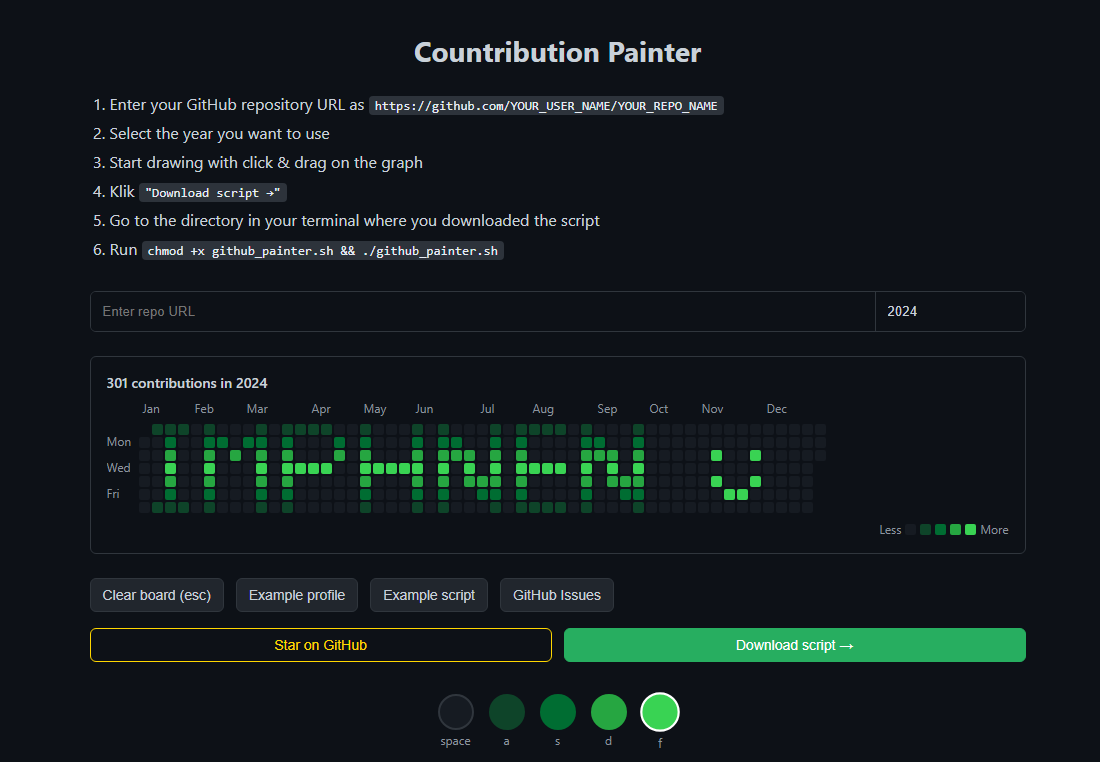 Countribution Painter
1. Enter your GitHub repository URL as https://github.com/YOUR_USER_NAME/YOUR_REPO_NAME
2. Select the year you want to use
3. Start drawing with click & drag on the graph
4. Klik "Download script →"
5. Go to the directory in your terminal where you downloaded the script
6. Run chmod +x github_painter.sh && ./github_painter.sh
Enter repo URL 2024
301 contributions in 2024
Jan Feb Mar Apr May Jun Jul Aug Sep Oct Nov Dec
Mon
Wed
Fri
IMPHNEN
Less More
Clear board (esc) Example profile Example script GitHub Issues
Star on GitHub Download script →
space a s d f